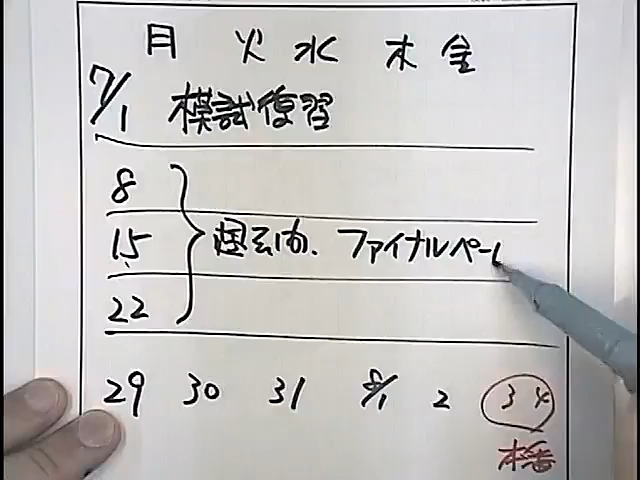 月 火 水 木 金
7/1 模試復習
8
15 過去問、ファイナルペー
22
29 30 31 8/1 2 3 4
本番